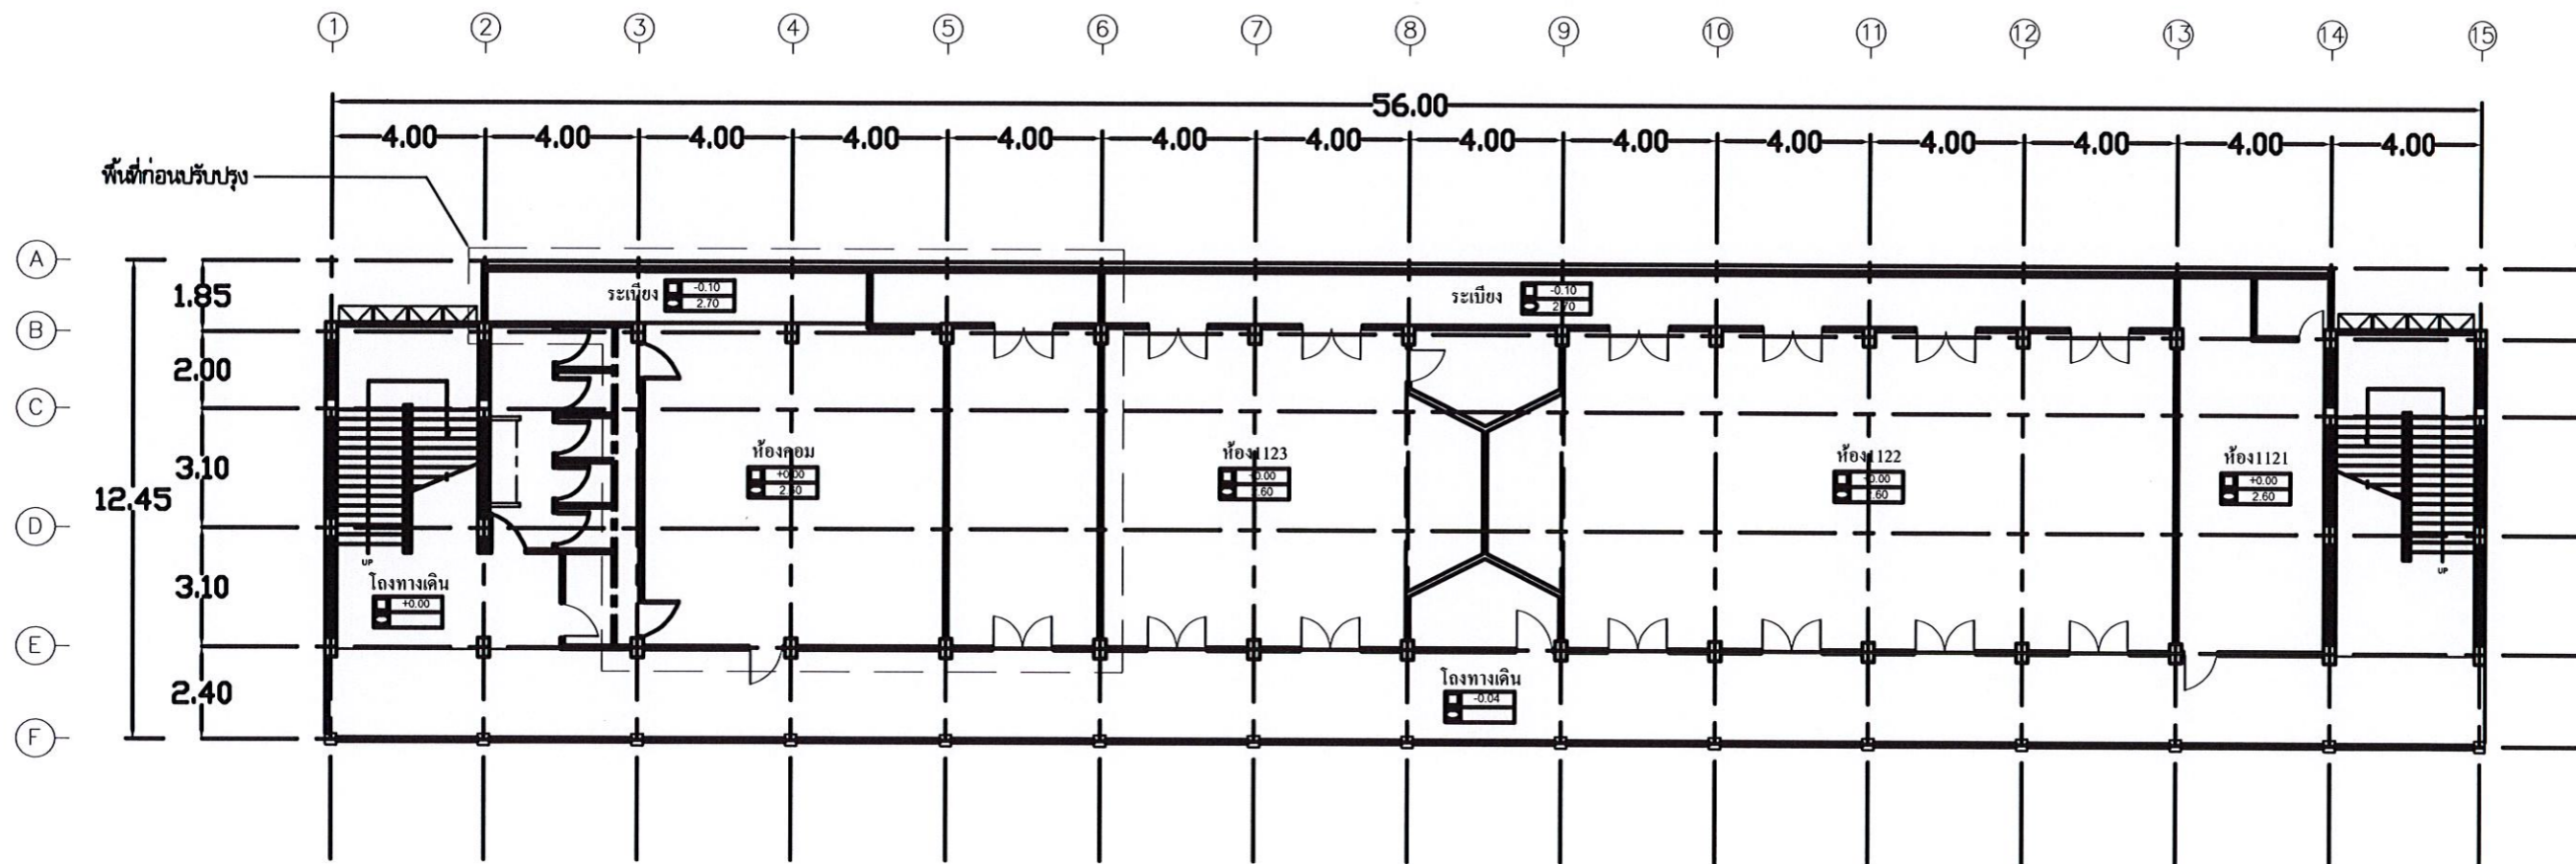 1 2 3 4 5 6 7 8 9 10 11 12 13 14 15
56.00
4.00 4.00 4.00 4.00 4.00 4.00 4.00 4.00 4.00 4.00 4.00 4.00 4.00 4.00
พื้นที่ก่อนปรับปรุง
A
1.85
ระเบียง
-0.10
2.70
ระเบียง
-0.10
2.70
B
2.00
C
3.10
12.45
ห้องคอม
+0.00
ห้อง1123
ห้อง1122
ห้อง1121
+0.00
2.60
D
3.10
UP
UP
โถงทางเดิน
+0.00
E
2.40
โถงทางเดิน
-0.04
F